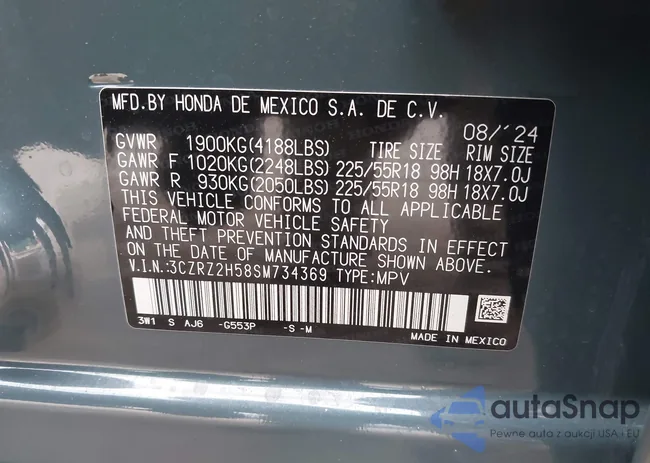 MFD.BY HONDA DE MEXICO S.A. DE C.V.
08/'24
GVWR 1900KG(4188LBS) TIRE SIZE RIM SIZE
GAWR F 1020KG(2248LBS) 225/55R18 98H 18X7.0J
GAWR R 930KG(2050LBS) 225/55R18 98H 18X7.0J
THIS VEHICLE CONFORMS TO ALL APPLICABLE
FEDERAL MOTOR VEHICLE SAFETY
AND THEFT PREVENTION STANDARDS IN EFFECT
ON THE DATE OF MANUFACTURE SHOWN ABOVE.
V.I.N.:3CZRZ2H58SM734369 TYPE:MPV
3W1 S AJ6 -G553P -S-M
MADE IN MEXICO
autaSnap
Pewne auta z aukcji USA i EU